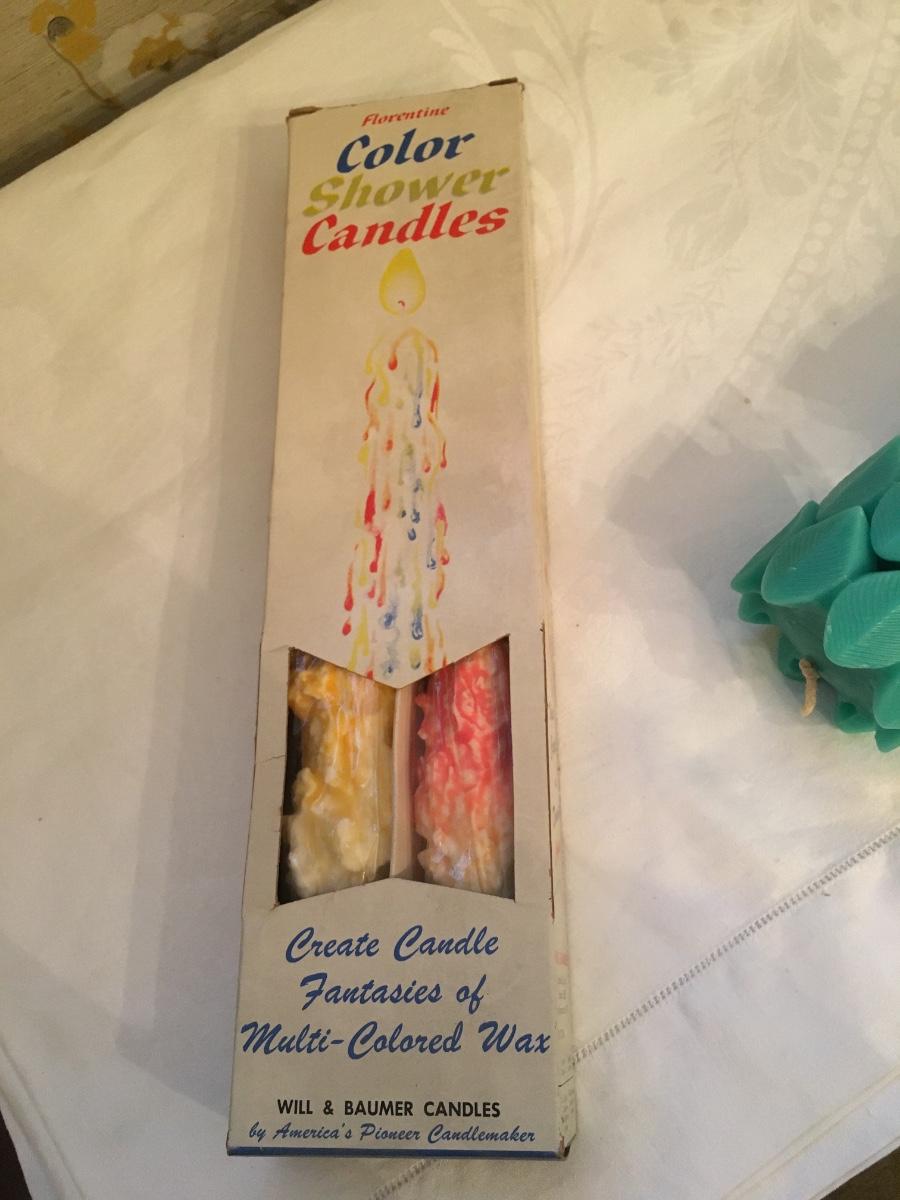 Florentine
Color
Shower
Candles
Create Candle
Fantasies of
Multi-Colored Wax
WILL & BAUMER CANDLES
by America's Pioneer Candlemaker